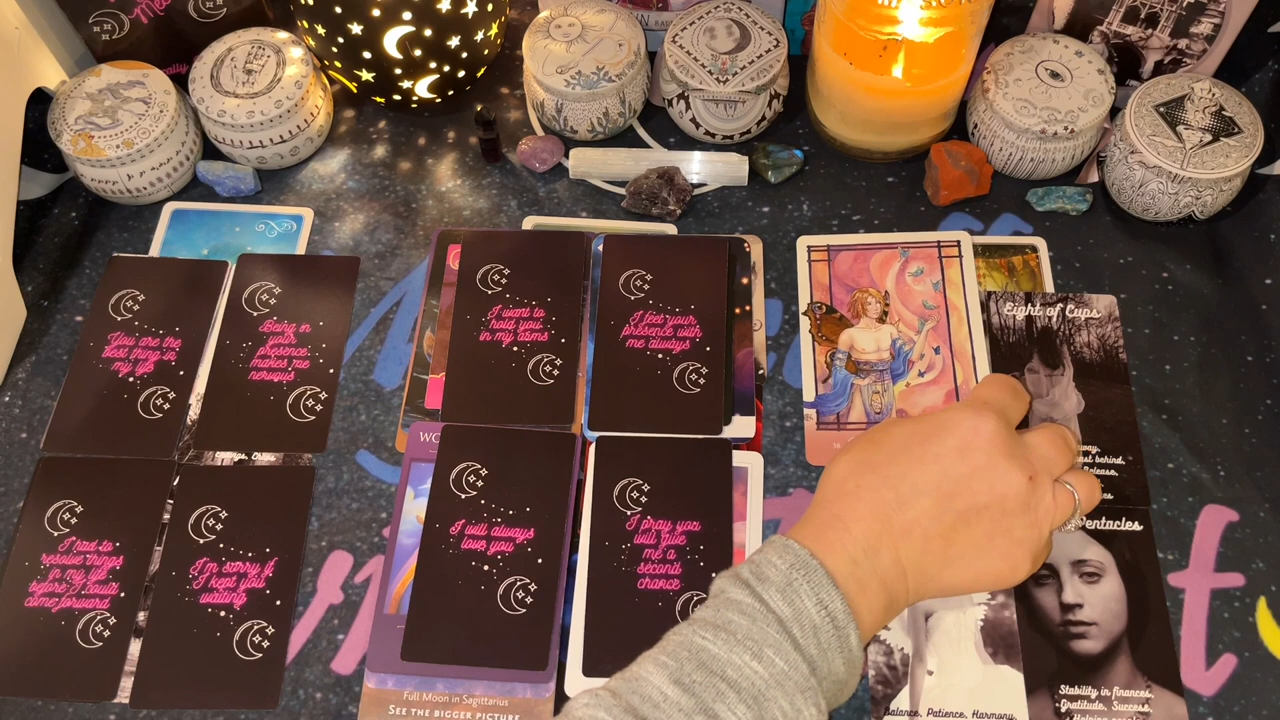 You are the
best thing in
my life
Being in
your
presence
makes me
nervous
I had to
resolve things
in my life
before I could
come forward
I'm sorry if
I kept you
waiting
I want to
hold you
in my arms
I feel your
presence with
me always
I will always
love you
I pray you
will give
me a
second
chance
Full Moon in Sagittarius
SEE THE BIGGER PICTURE
Eight of Cups
Release,
Pentacles
Balance, Patience, Harmony,
Stability in finances,
Gratitude, Success,